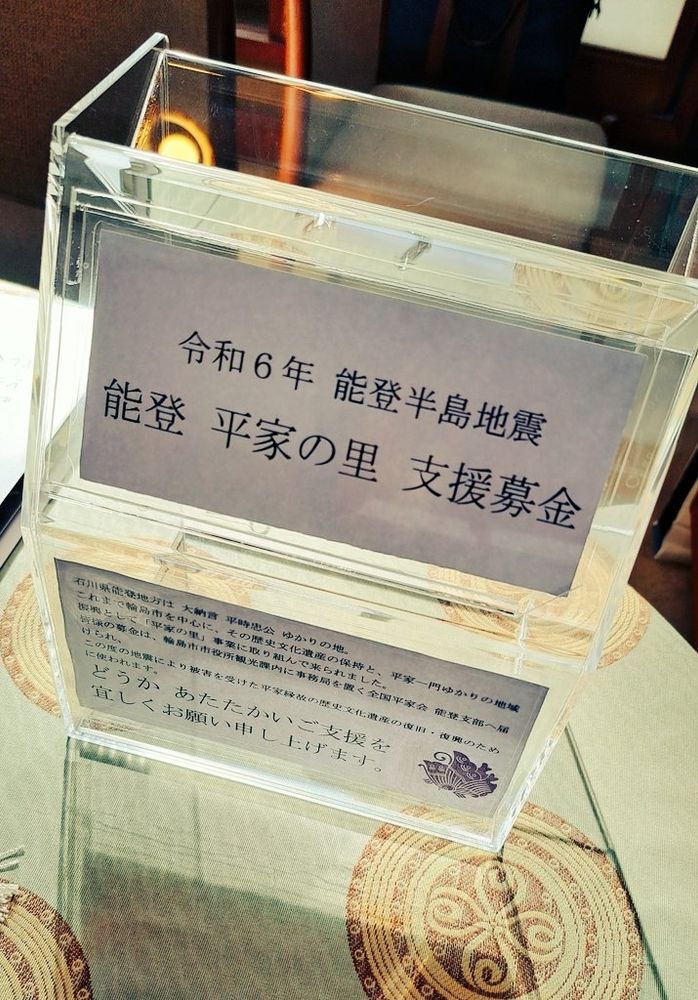 令和6年 能登半島地震
能登 平家の里 支援募金
石川県能登地方は 大納言 平時忠公 ゆかりの地。
これまで輪島市を中心に、その歴史文化遺産の保持と、平家一門ゆかりの地域
振興として「平家の里」事業に取り組んで来られました。
皆様の募金は、輪島市市役所観光課内に事務局を置く全国平家会 能登支部へ届
けられ、
この度の地震により被害を受けた平家縁故の歴史文化遺産の復旧・復興のため
に使われます。
どうか あたたかいご支援を
宜しくお願い申し上げます。